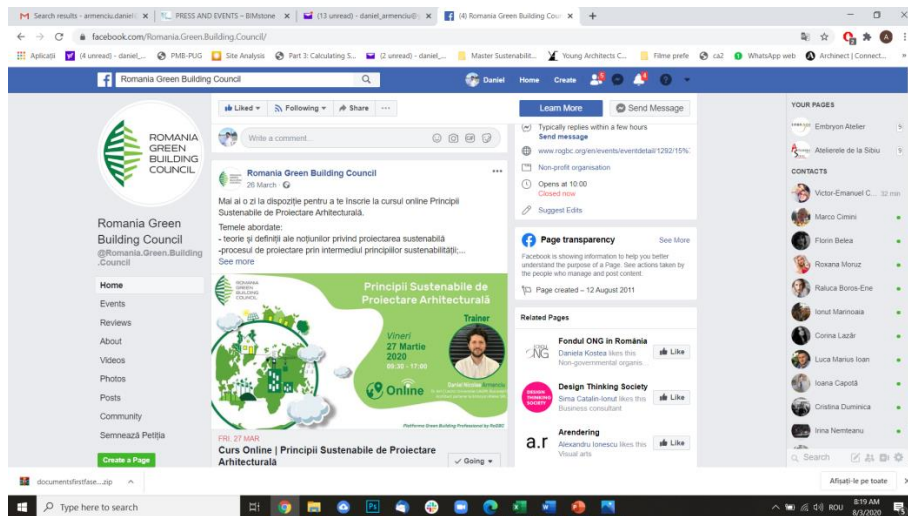 Search results - armenciu.daniel
PRESS AND EVENTS – BIMstone
(13 unread) - daniel_armenciu@
(4) Romania Green Building Cour
facebook.com/Romania.Green.Building.Council/
Aplicații
(4 unread) - daniel_...
PMB-PUG
Site Analysis
Part 3: Calculating S...
(2 unread) - daniel_...
Master Sustenabilit...
Young Architects C...
Filme prefe
ca2
WhatsApp web
Archinect | Connect...
Romania Green Building Council
Daniel
Home
Create
ROMANIA
GREEN
BUILDING
COUNCIL
Romania Green
Building Council
@Romania.Green.Building
.Council
Home
Events
Reviews
About
Videos
Photos
Posts
Community
Semnează Petiția
Create a Page
Liked
Following
Share
Write a comment...
Romania Green Building Council
26 March
Mai ai o zi la dispoziție pentru a te înscrie la cursul online Principii
Sustenabile de Proiectare Arhitecturală.
Temele abordate:
- teorie și definiții ale noțiunilor privind proiectarea sustenabilă
-procesul de proiectare prin intermediul principiilor sustenabilității;...
See more
ROMANIA
GREEN
BUILDING
COUNCIL
Principii Sustenabile de
Proiectare Arhitecturală
Trainer
Vineri
27 Martie
2020
09:30 - 17:00
Online
Daniel Nicolae Armenciu
Platforma Green Building Professional by RoGBC
FRI, 27 MAR
Curs Online | Principii Sustenabile de Proiectare
Arhitecturală
Going
Learn More
Send Message
Typically replies within a few hours
Send message
www.rogbc.org/en/events/eventdetail/1292/15%
Non-profit organisation
Opens at 10:00
Closed now
Suggest Edits
Page transparency
See More
Facebook is showing information to help you better
understand the purpose of a Page. See actions taken by
the people who manage and post content.
Page created – 12 August 2011
Related Pages
Fondul ONG in România
Daniela Kostea likes this
Non-governmental organis
Like
Design Thinking Society
Sima Catalin-Ionut likes this
Business consultant
Like
a.r
Arendering
Alexandru Ionescu likes this
Visual arts
Like
YOUR PAGES
Embryon Atelier
Atelierele de la Sibiu
CONTACTS
Victor-Emanuel C...
32 min
Marco Cimini
Florin Belea
Roxana Moruz
Raluca Boros-Ene
Ionut Marinoaia
Corina Lazăr
Luca Marius Ioan
Ioana Capotă
Cristina Duminica
Irina Nemteanu
Search
documentsfirstfase....zip
Afișați-le pe toate
Type here to search
ROU
8:19 AM
8/3/2020